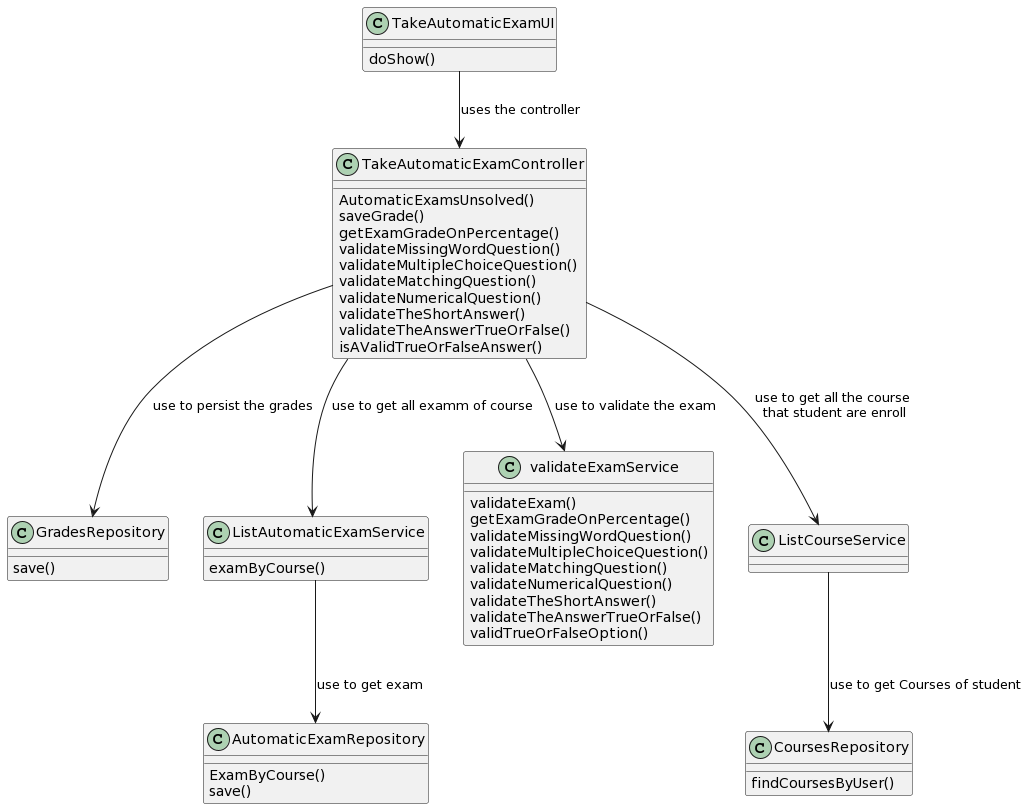 C TakeAutomaticExamUI
doShow()
uses the controller
C TakeAutomaticExamController
AutomaticExamsUnsolved()
saveGrade()
getExamGradeOnPercentage()
validateMissingWordQuestion()
validateMultipleChoiceQuestion()
validateMatchingQuestion()
validateNumericalQuestion()
validateTheShortAnswer()
validateTheAnswerTrueOrFalse()
isAValidTrueOrFalseAnswer()
use to persist the grades
use to get all examm of course
use to validate the exam
use to get all the course
that student are enroll
C GradesRepository
save()
C ListAutomaticExamService
examByCourse()
C validateExamService
validateExam()
getExamGradeOnPercentage()
validateMissingWordQuestion()
validateMultipleChoiceQuestion()
validateMatchingQuestion()
validateNumericalQuestion()
validateTheShortAnswer()
validateTheAnswerTrueOrFalse()
validTrueOrFalseOption()
C ListCourseService
use to get exam
use to get Courses of student
C AutomaticExamRepository
ExamByCourse()
save()
C CoursesRepository
findCoursesByUser()